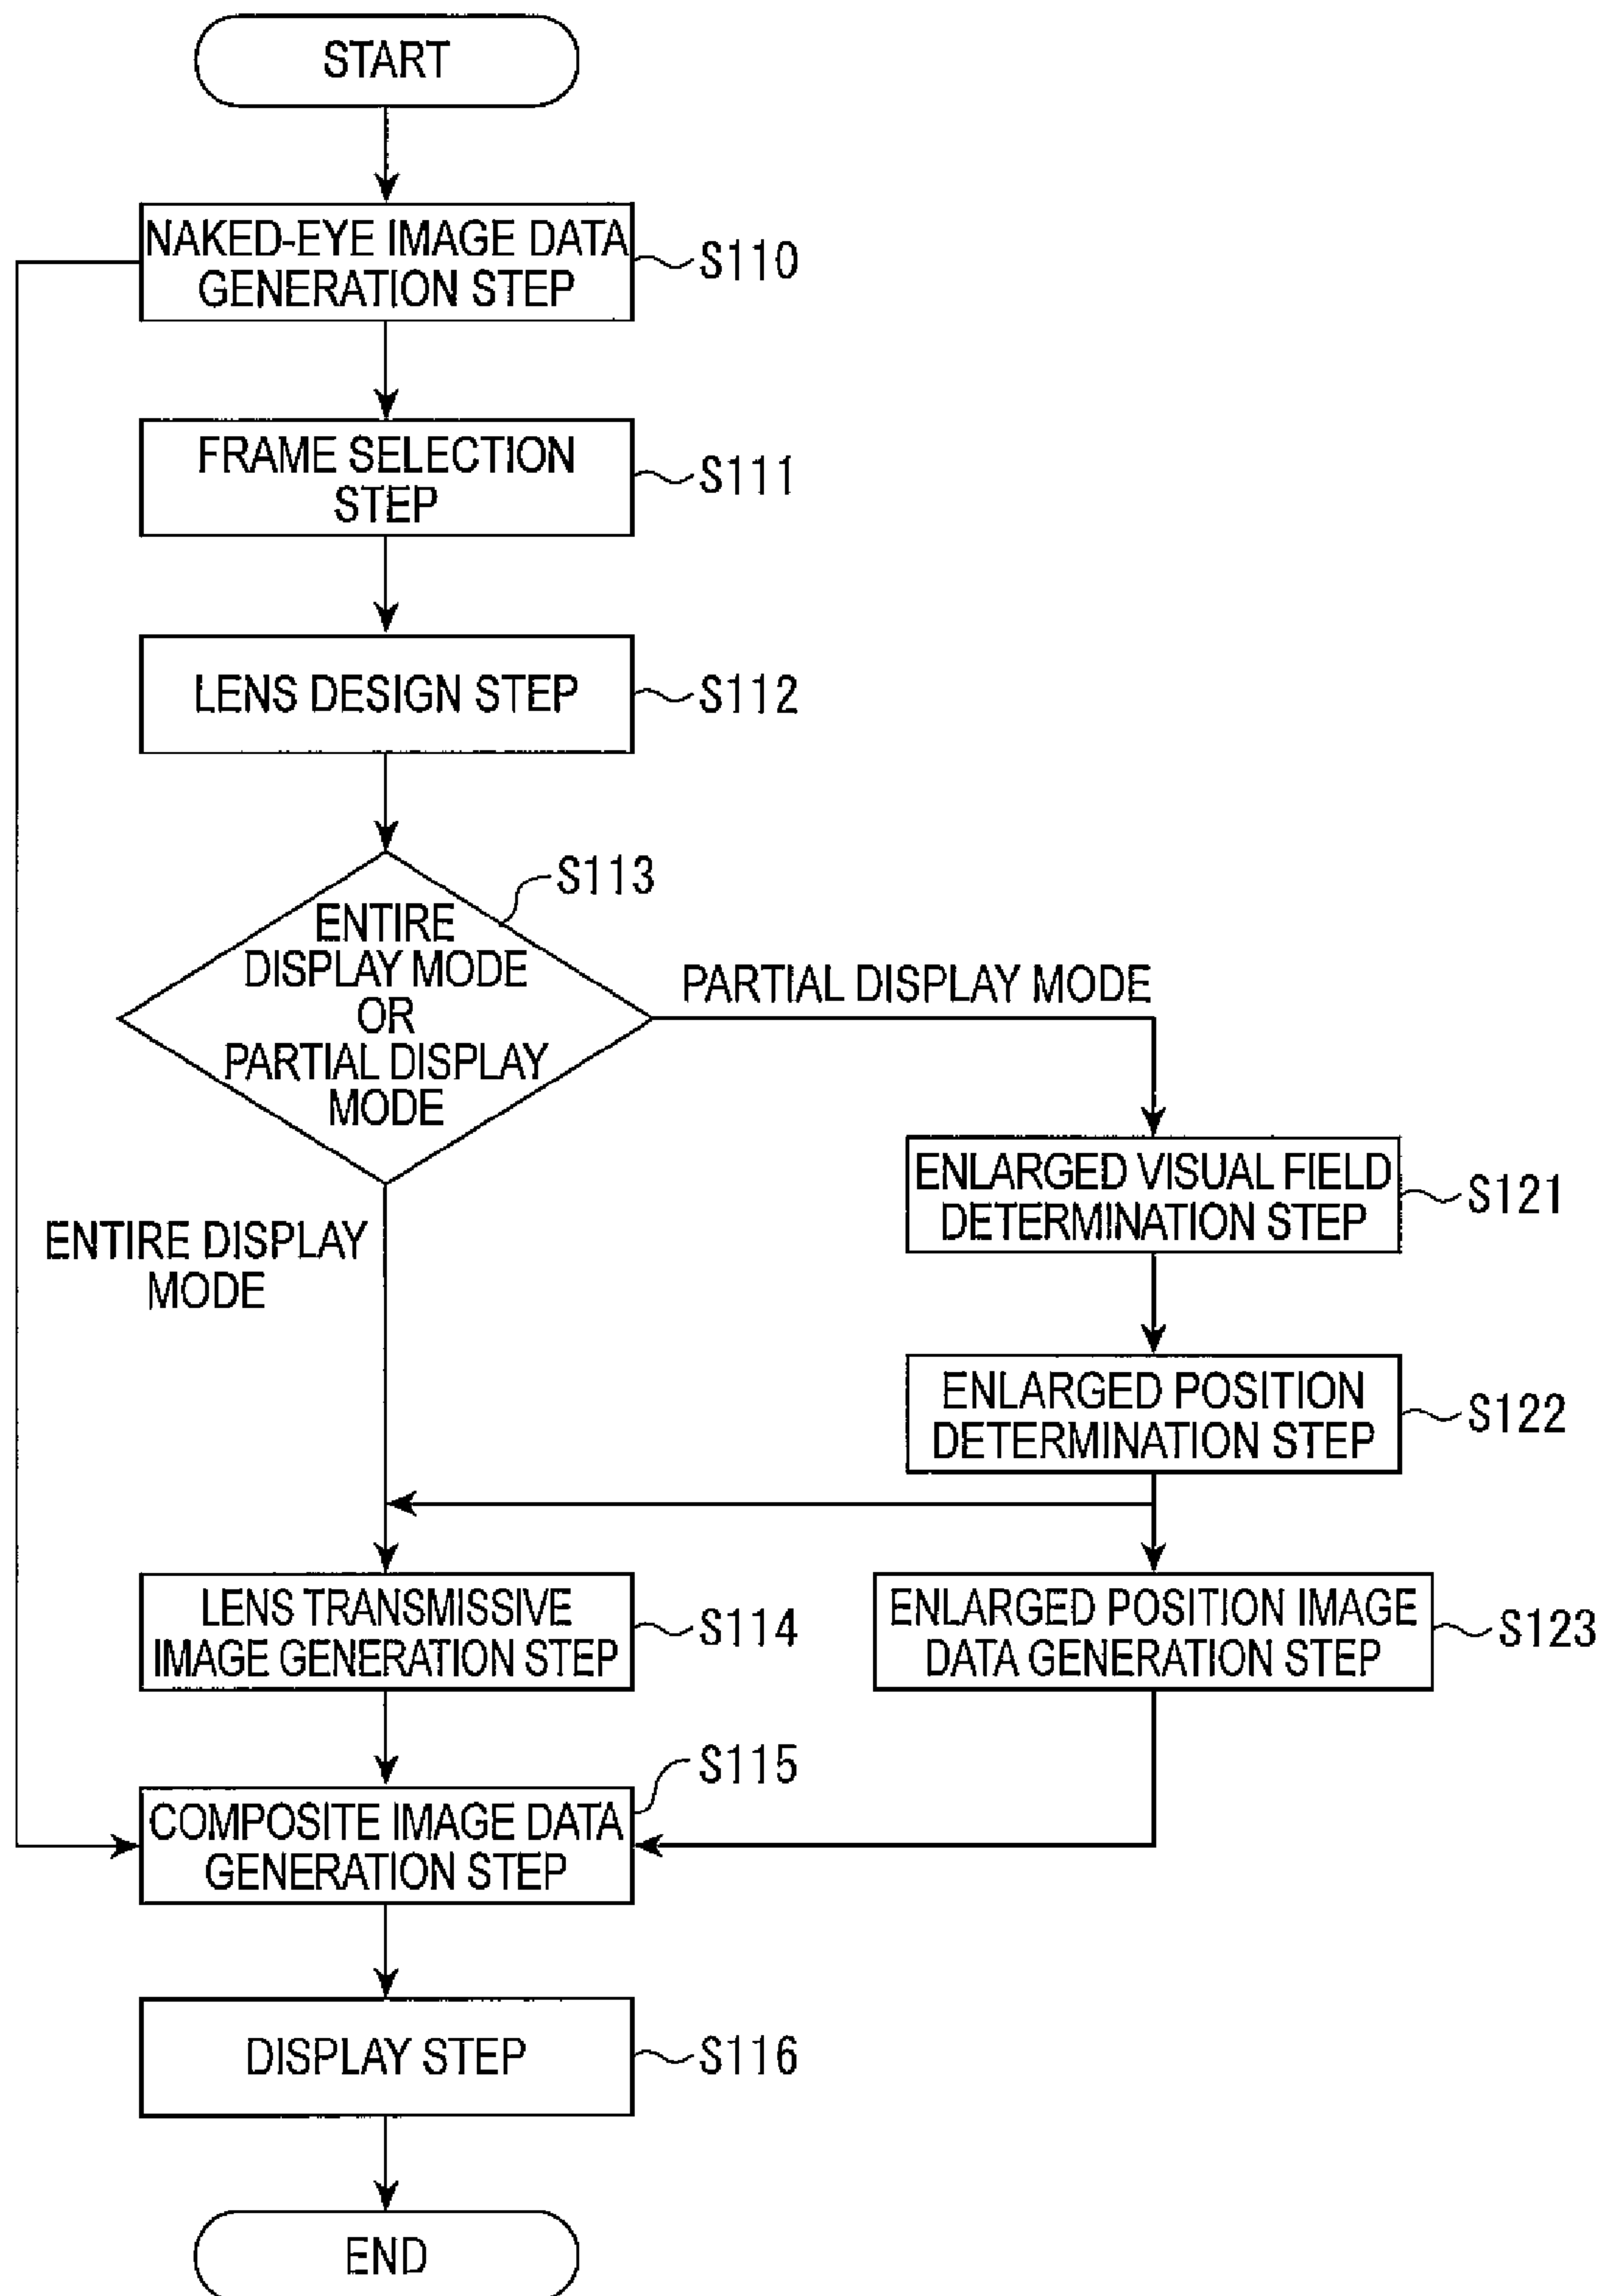 START
NAKED-EYE IMAGE DATA
GENERATION STEP
S110
FRAME SELECTION
STEP
S111
LENS DESIGN STEP
S112
S113
ENTIRE
DISPLAY MODE
OR
PARTIAL DISPLAY
MODE
PARTIAL DISPLAY MODE
ENTIRE DISPLAY
MODE
ENLARGED VISUAL FIELD
DETERMINATION STEP
S121
ENLARGED POSITION
DETERMINATION STEP
S122
LENS TRANSMISSIVE
IMAGE GENERATION STEP
S114
ENLARGED POSITION IMAGE
DATA GENERATION STEP
S123
S115
COMPOSITE IMAGE DATA
GENERATION STEP
DISPLAY STEP
S116
END